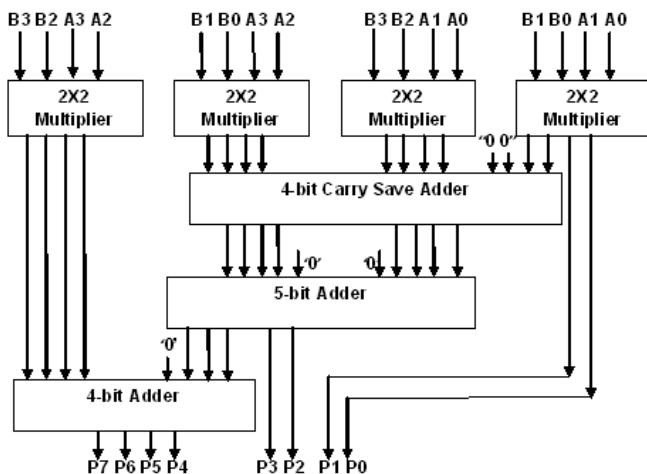 B3 B2 A3 A2
B1 B0 A3 A2
B3 B2 A1 A0
B1 B0 A1 A0
2X2
Multiplier
2X2
Multiplier
2X2
Multiplier
2X2
Multiplier
“0 0”
4-bit Carry Save Adder
‘0’
‘0’
5-bit Adder
‘0’
4-bit Adder
P7 P6 P5 P4
P3 P2
P1 P0